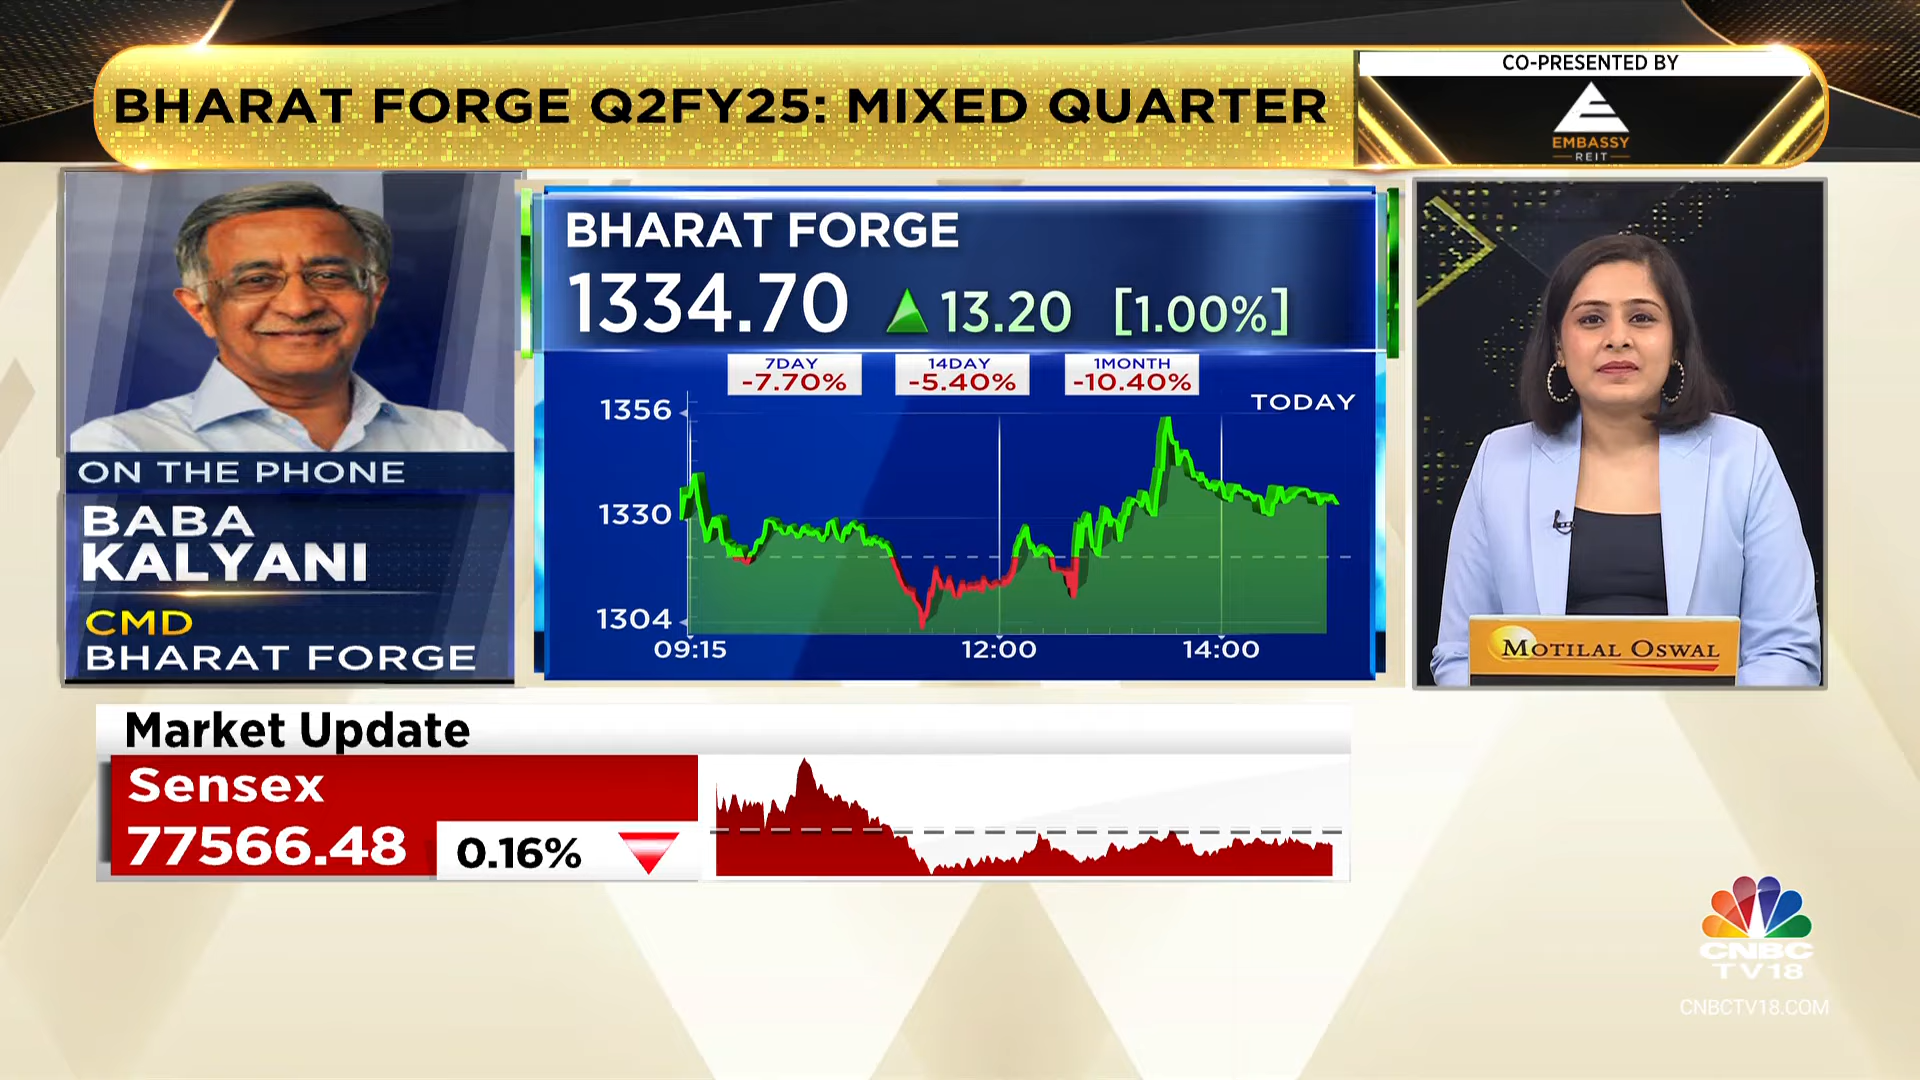 BHARAT FORGE Q2FY25: MIXED QUARTER
CO-PRESENTED BY
EMBASSY
REIT
ON THE PHONE
BABA
KALYANI
CMD
BHARAT FORGE
BHARAT FORGE
1334.70 ▲ 13.20 [1.00%]
7DAY 14DAY 1MONTH
-7.70% -5.40% -10.40%
TODAY
1356
1330
1304
09:15 12:00 14:00
MOTILAL OSWAL
Market Update
Sensex
77566.48 0.16%
CNBC
TV18
CNBCTV18.COM